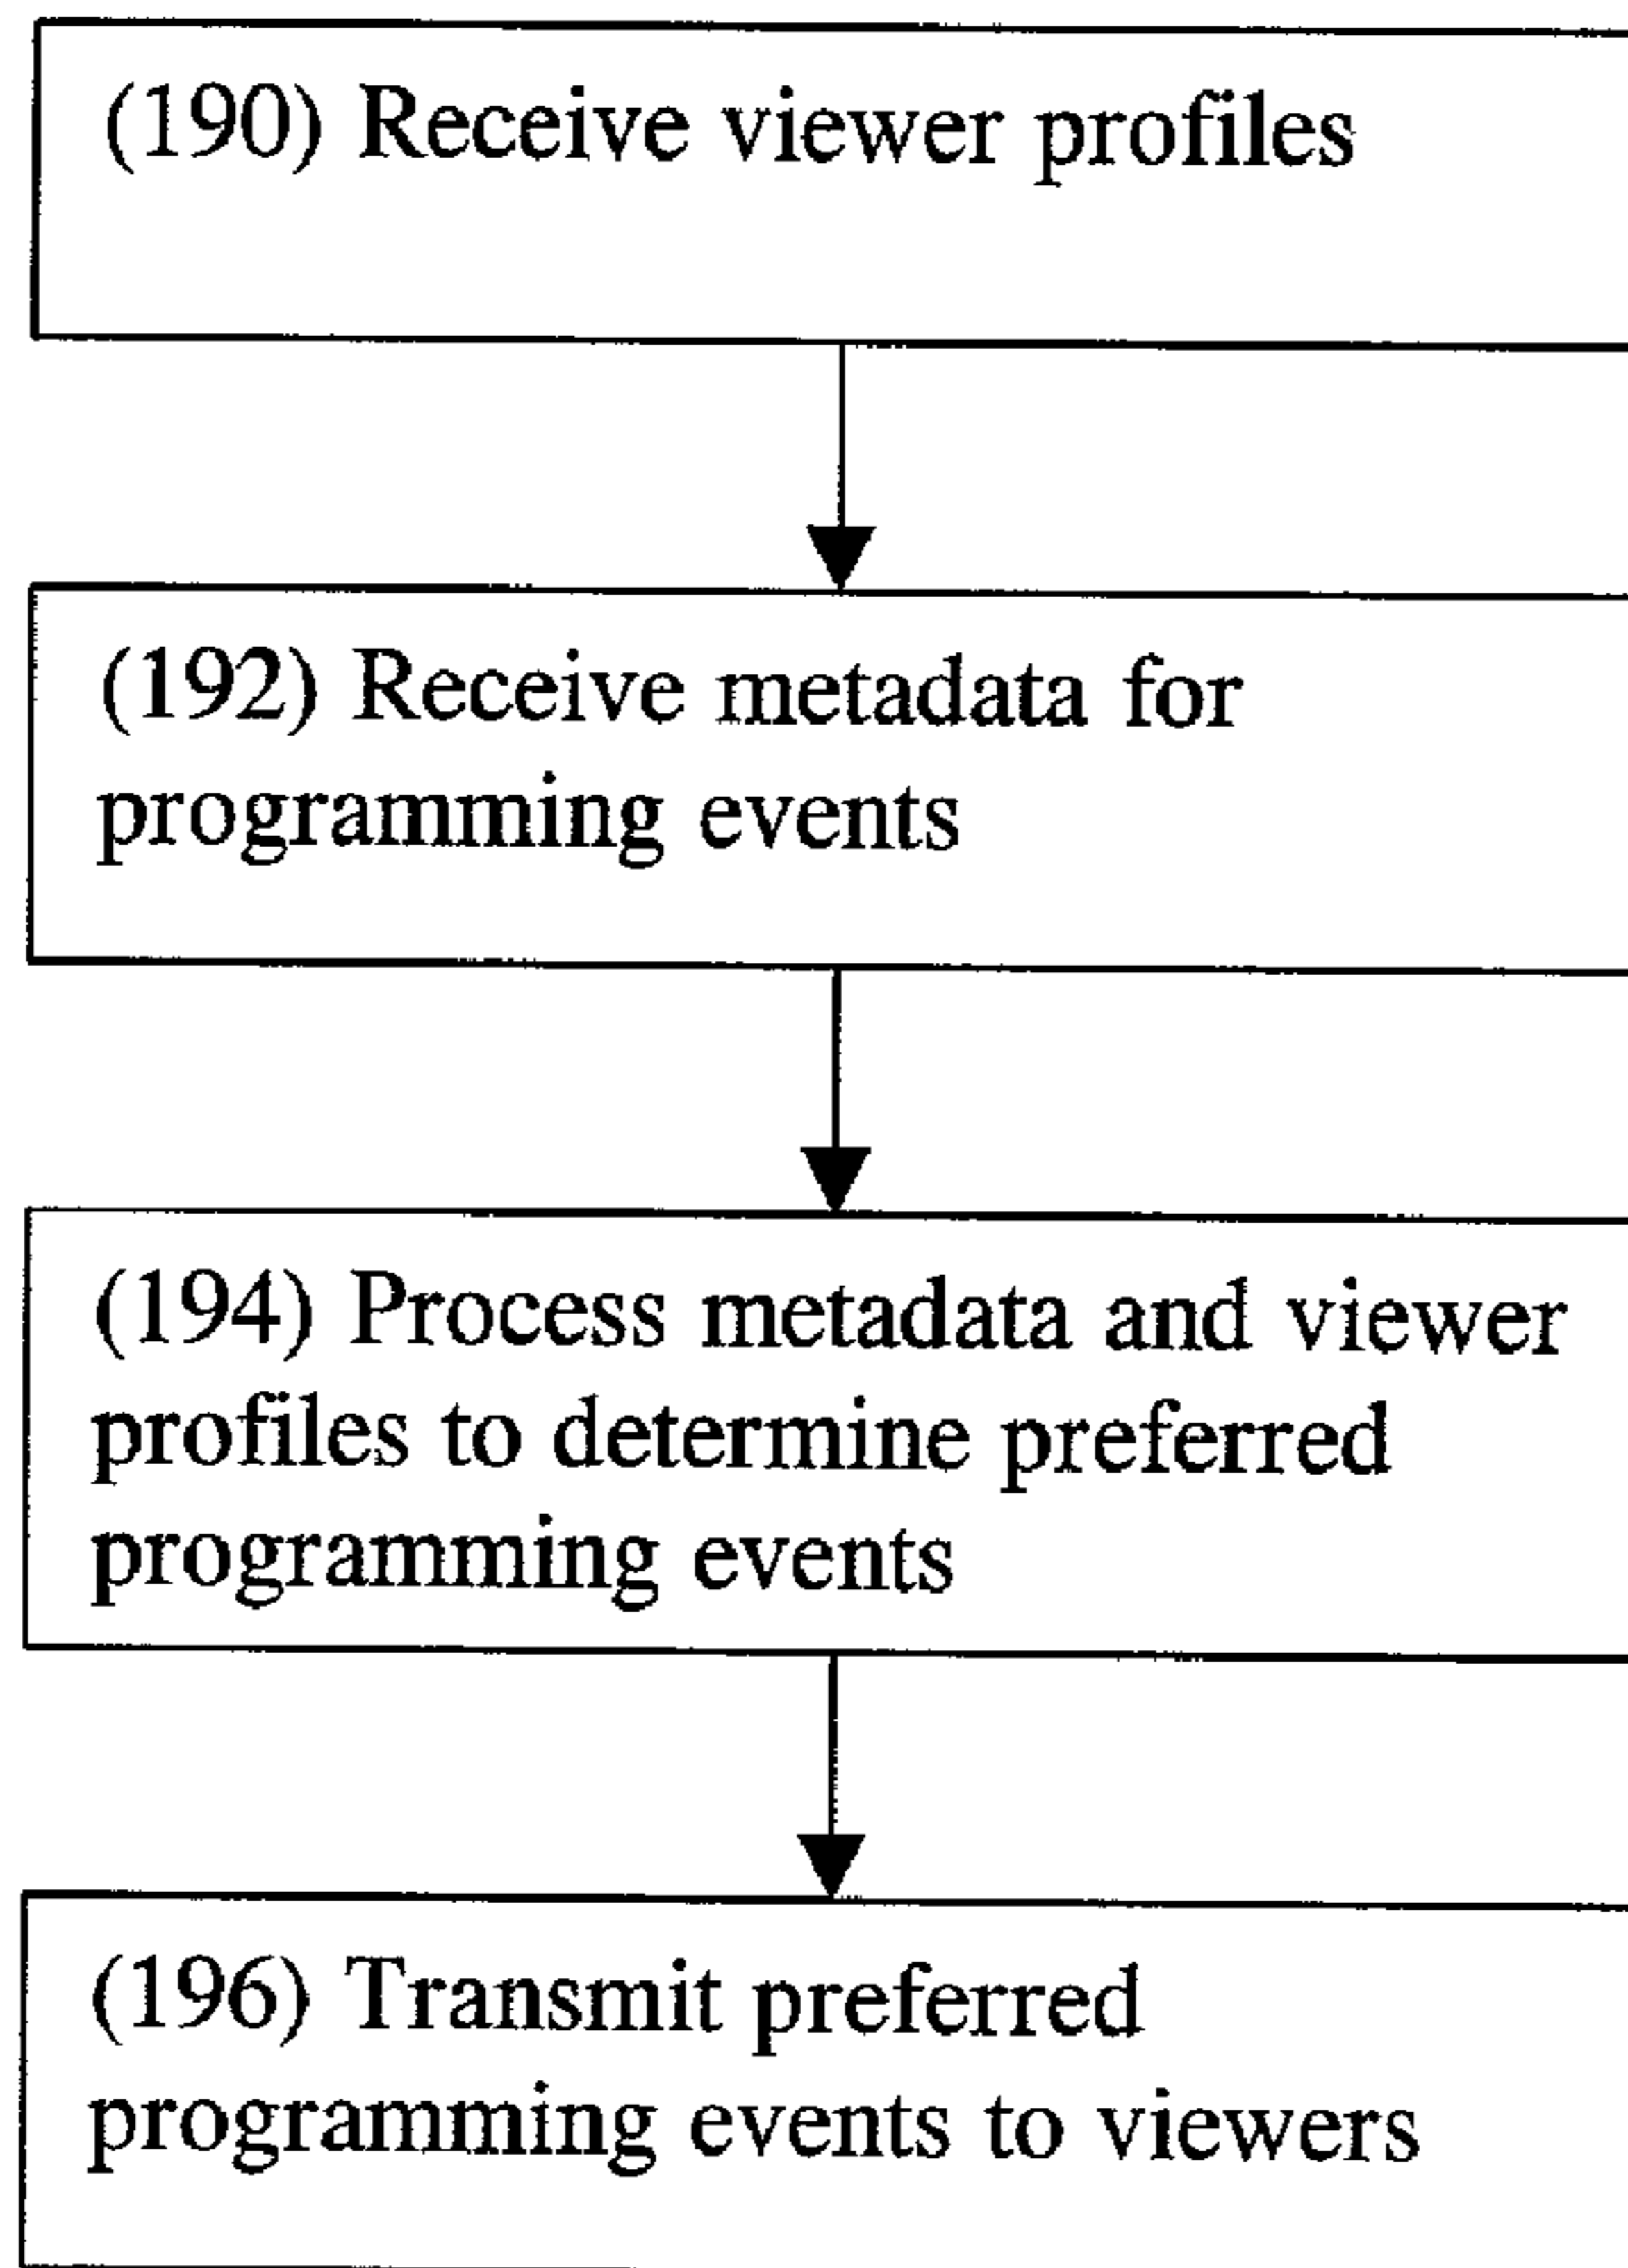 (190) Receive viewer profiles
(192) Receive metadata for
programming events
(194) Process metadata and viewer
profiles to determine preferred
programming events
(196) Transmit preferred
programming events to viewers